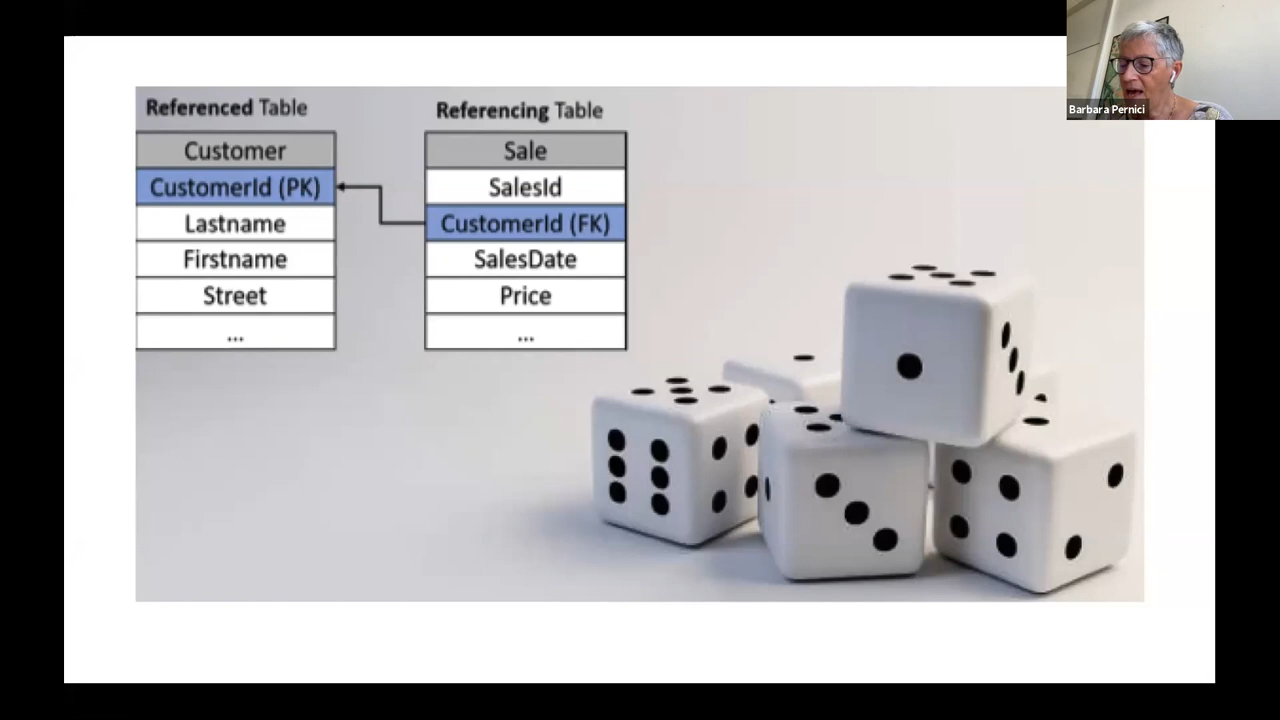 Referenced Table
Customer
CustomerId (PK)
Lastname
Firstname
Street
...
Referencing Table
Sale
SalesId
CustomerId (FK)
SalesDate
Price
...
Barbara Pernici